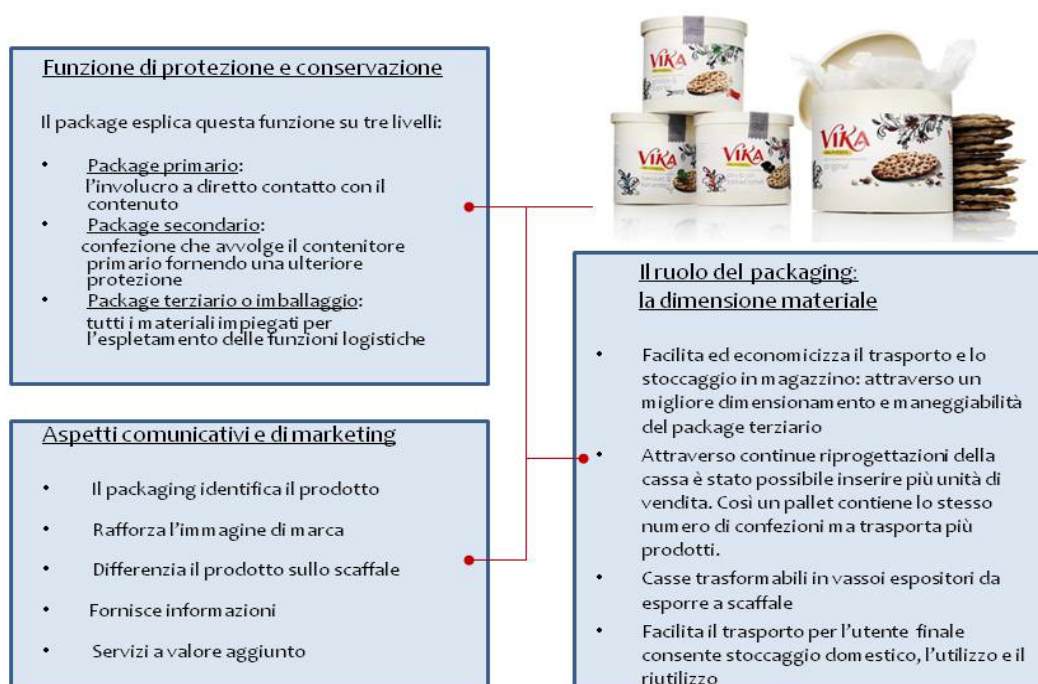 Funzione di protezione e conservazione
Il package esplica questa funzione su tre livelli:
• Package primario:
l'involucro a diretto contatto con il
contenuto
• Package secondario:
confezione che avvolge il contenitore
primario fornendo una ulteriore
protezione
• Package terziario o imballaggio:
tutti i materiali impiegati per
l'espletamento delle funzioni logistiche
Aspetti comunicativi e di marketing
• Il packaging identifica il prodotto
• Rafforza l'immagine di marca
• Differenzia il prodotto sullo scaffale
• Fornisce informazioni
• Servizi a valore aggiunto
VIKA
VIKA
VIKA
VIKA
original
Il ruolo del packaging:
la dimensione materiale
• Facilita ed economicizza il trasporto e lo
stoccaggio in magazzino: attraverso un
migliore dimensionamento e maneggiabilità
del package terziario
• Attraverso continue riprogettazioni della
cassa è stato possibile inserire più unità di
vendita. Così un pallet contiene lo stesso
numero di confezioni ma trasporta più
prodotti.
• Casse trasformabili in vassoi espositori da
esporre a scaffale
• Facilita il trasporto per l'utente finale
consente stoccaggio domestico, l'utilizzo e il
riutilizzo